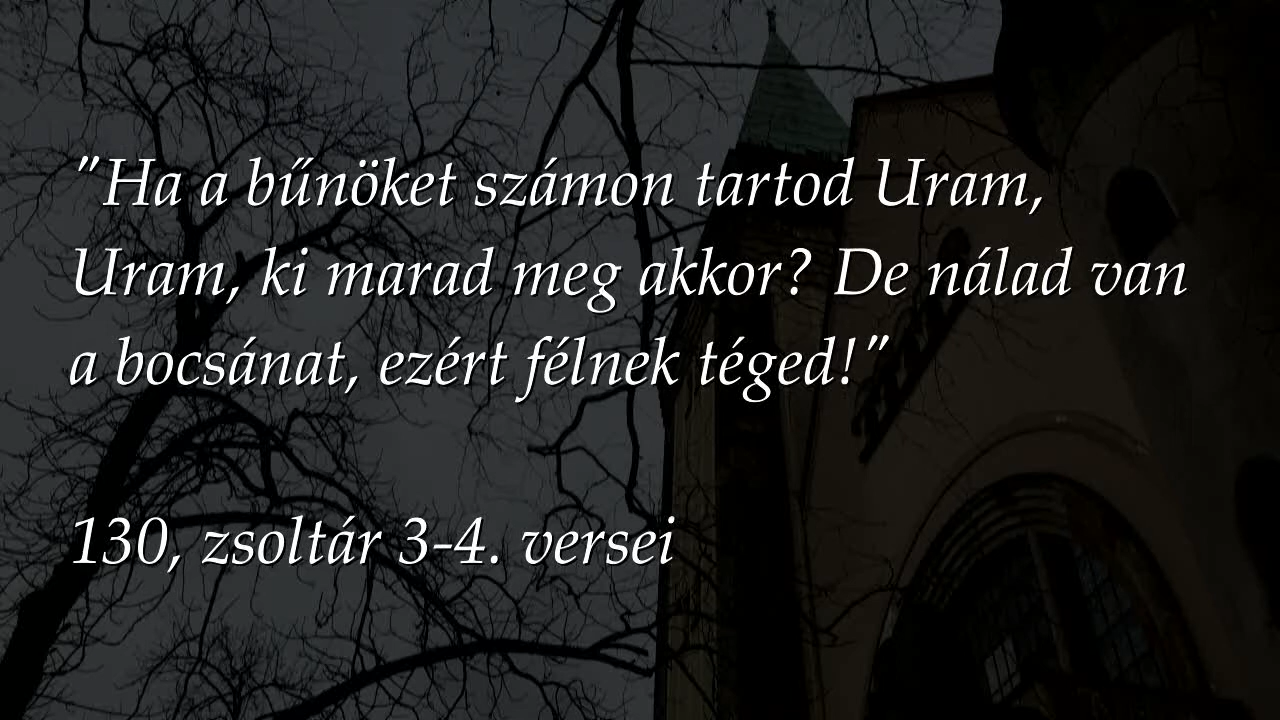 "Ha a bűnöket számon tartod Uram,
Uram, ki marad meg akkor? De nálad van
a bocsánat, ezért félnek téged!"
130, zsoltár 3-4. versei